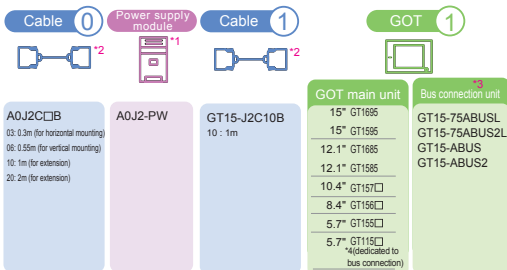 Cable 0
*2
A0J2C□B
03: 0.3m (for horizontal mounting)
06: 0.55m (for vertical mounting)
10: 1m (for extension)
20: 2m (for extension)
Power supply
module
*1
A0J2-PW
Cable 1
*2
GT15-J2C10B
10 : 1m
GOT 1
GOT main unit
15" GT1695
15" GT1595
12.1" GT1685
12.1" GT1585
10.4" GT157□
8.4" GT156□
5.7" GT155□
5.7" GT115□
*4(dedicated to
bus connection)
*3
Bus connection unit
GT15-75ABUSL
GT15-75ABUS2L
GT15-ABUS
GT15-ABUS2